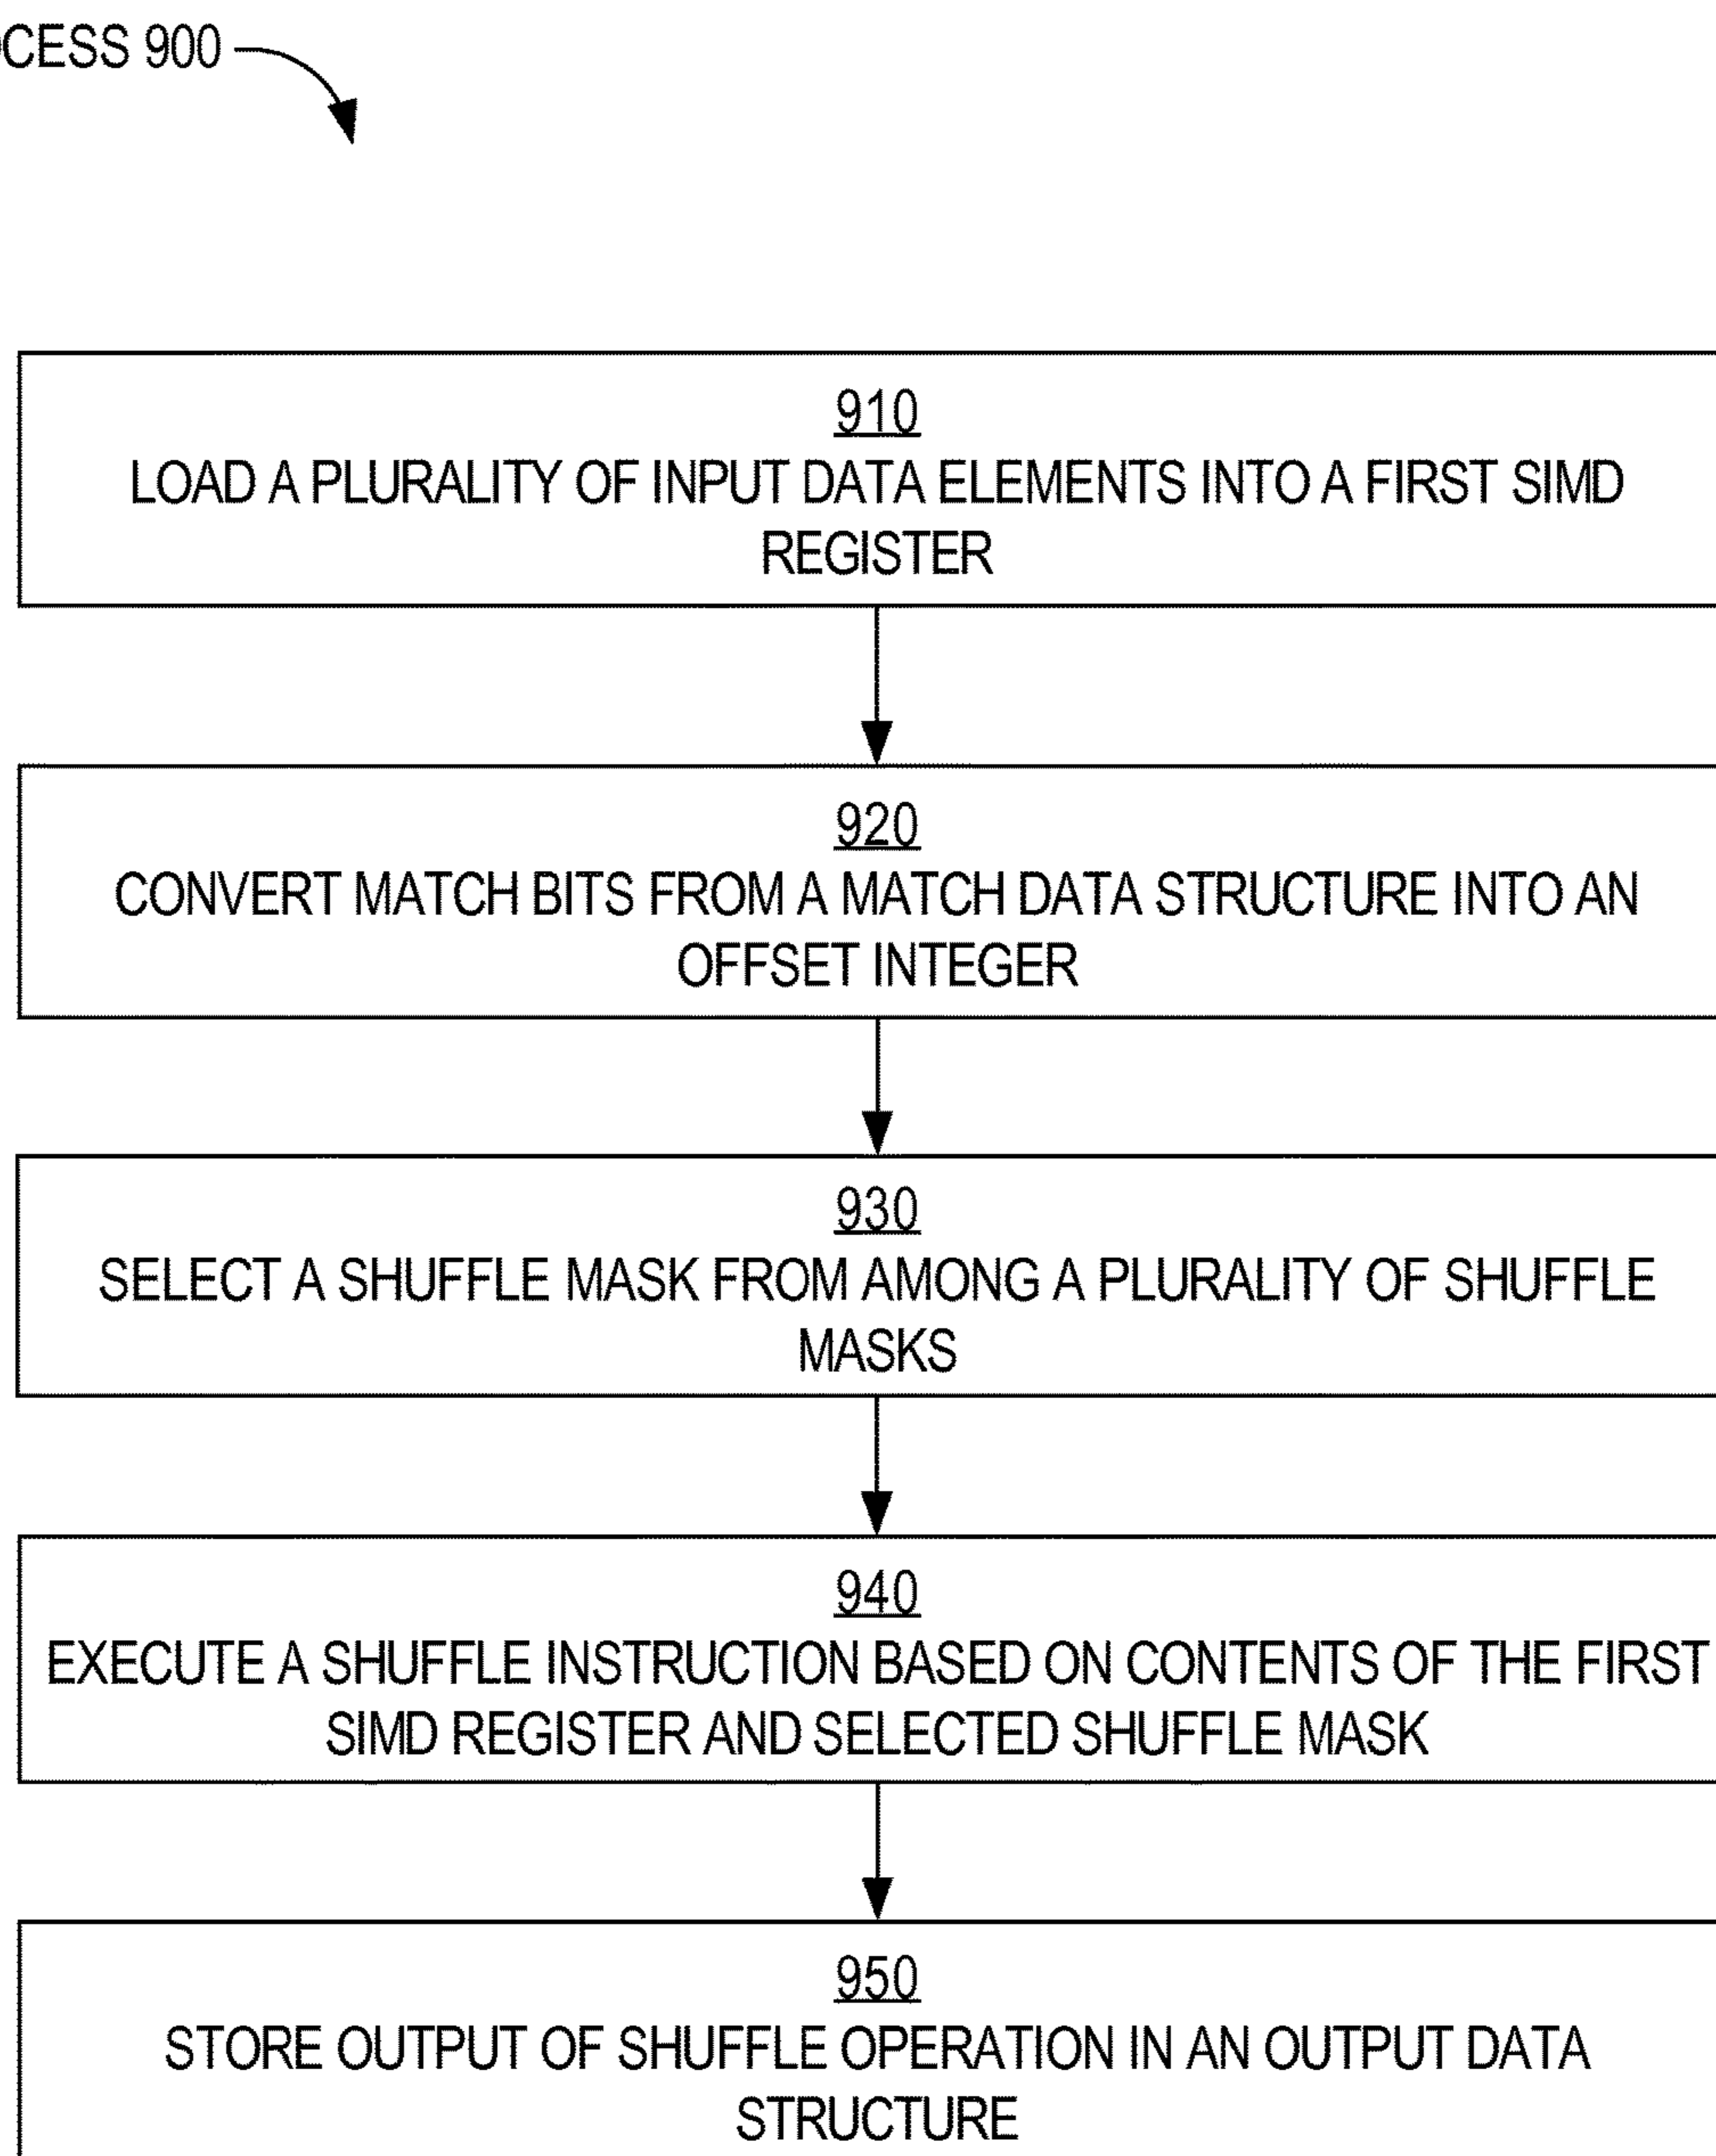 CESS 900
910
LOAD A PLURALITY OF INPUT DATA ELEMENTS INTO A FIRST SIMD
REGISTER
920
CONVERT MATCH BITS FROM A MATCH DATA STRUCTURE INTO AN
OFFSET INTEGER
930
SELECT A SHUFFLE MASK FROM AMONG A PLURALITY OF SHUFFLE
MASKS
940
EXECUTE A SHUFFLE INSTRUCTION BASED ON CONTENTS OF THE FIRST
SIMD REGISTER AND SELECTED SHUFFLE MASK
950
STORE OUTPUT OF SHUFFLE OPERATION IN AN OUTPUT DATA
STRUCTURE